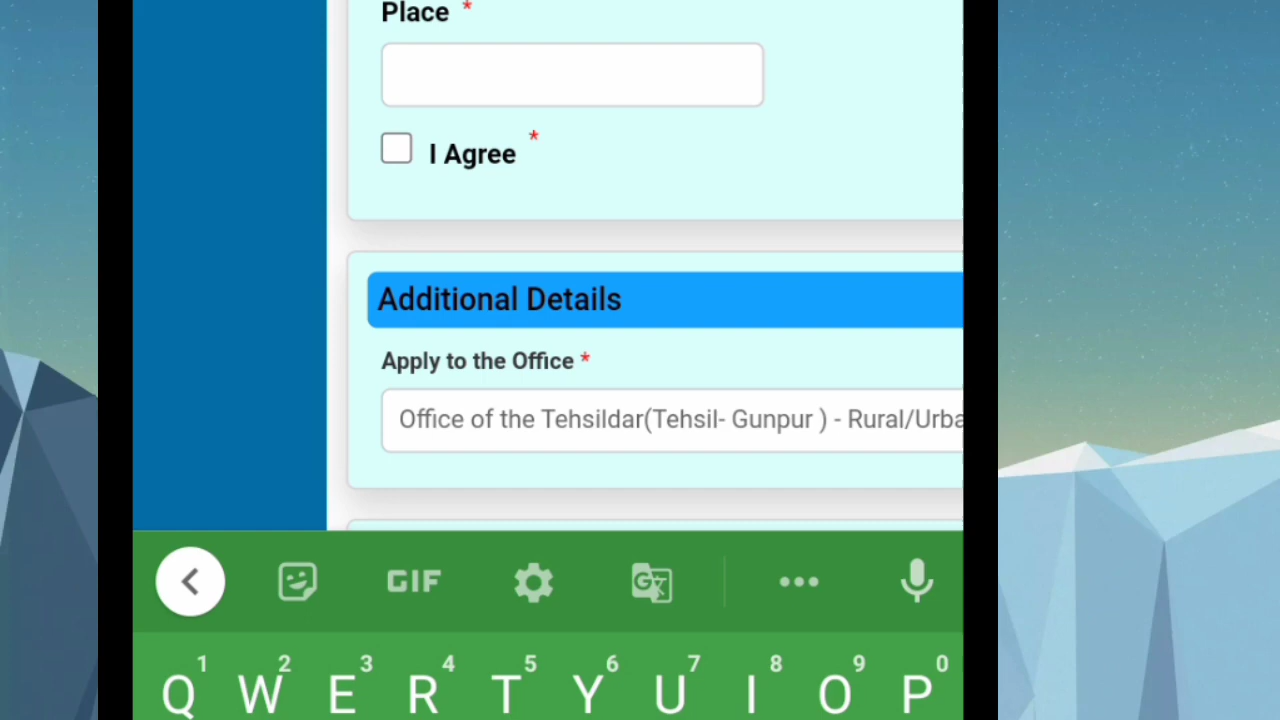 Place *
I Agree *
Additional Details
Apply to the Office *
Office of the Tehsildar(Tehsil- Gunpur ) - Rural/Urba
GIF
G
1 2 3 4 5 6 7 8 9 0
Q W E R T Y U I O P